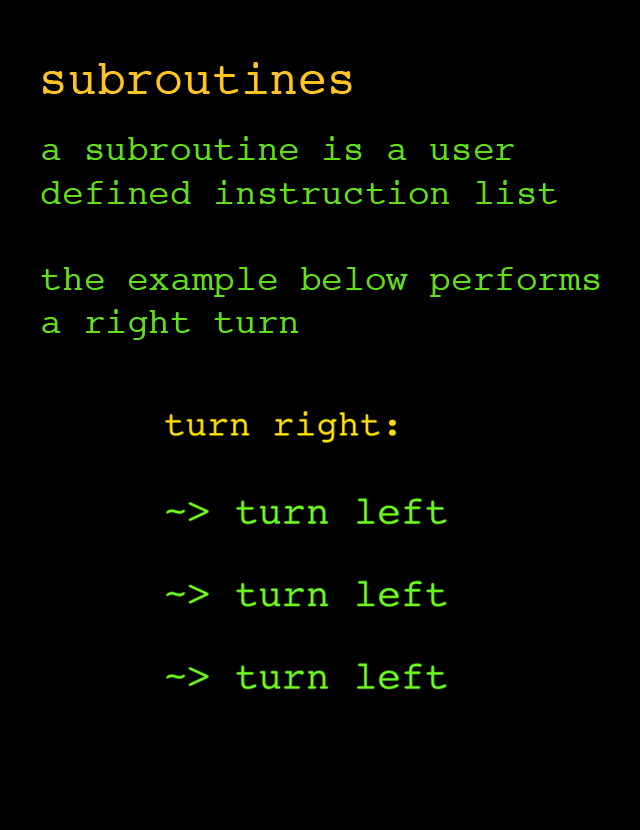 subroutines
a subroutine is a user
defined instruction list
the example below performs
a right turn
turn right:
~> turn left
~> turn left
~> turn left